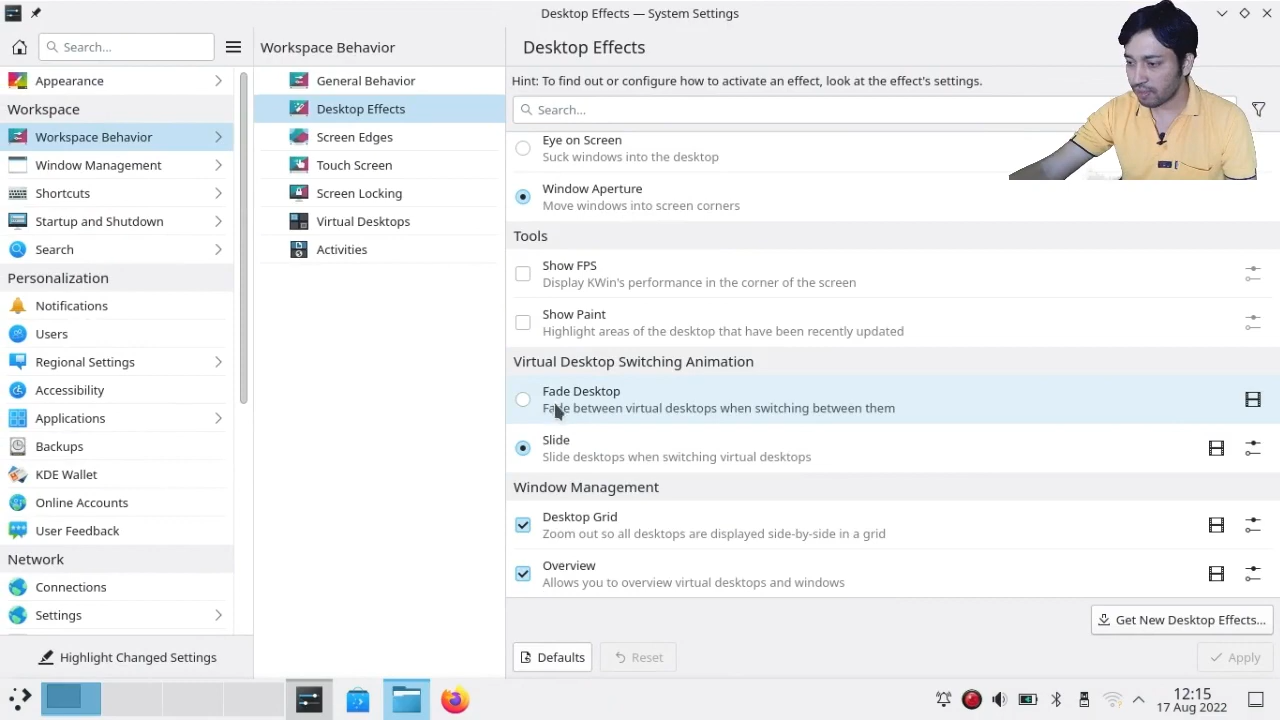 Desktop Effects — System Settings
Search...
Workspace Behavior
Desktop Effects
Appearance
Workspace
Workspace Behavior
Window Management
Shortcuts
Startup and Shutdown
Search
Personalization
Notifications
Users
Regional Settings
Accessibility
Applications
Backups
KDE Wallet
Online Accounts
User Feedback
Network
Connections
Settings
Highlight Changed Settings
General Behavior
Desktop Effects
Screen Edges
Touch Screen
Screen Locking
Virtual Desktops
Activities
Hint: To find out or configure how to activate an effect, look at the effect's settings.
Search...
Eye on Screen
Suck windows into the desktop
Window Aperture
Move windows into screen corners
Tools
Show FPS
Display KWin's performance in the corner of the screen
Show Paint
Highlight areas of the desktop that have been recently updated
Virtual Desktop Switching Animation
Fade Desktop
Fade between virtual desktops when switching between them
Slide
Slide desktops when switching virtual desktops
Window Management
Desktop Grid
Zoom out so all desktops are displayed side-by-side in a grid
Overview
Allows you to overview virtual desktops and windows
Get New Desktop Effects...
Defaults
Reset
Apply
12:15
17 Aug 2022